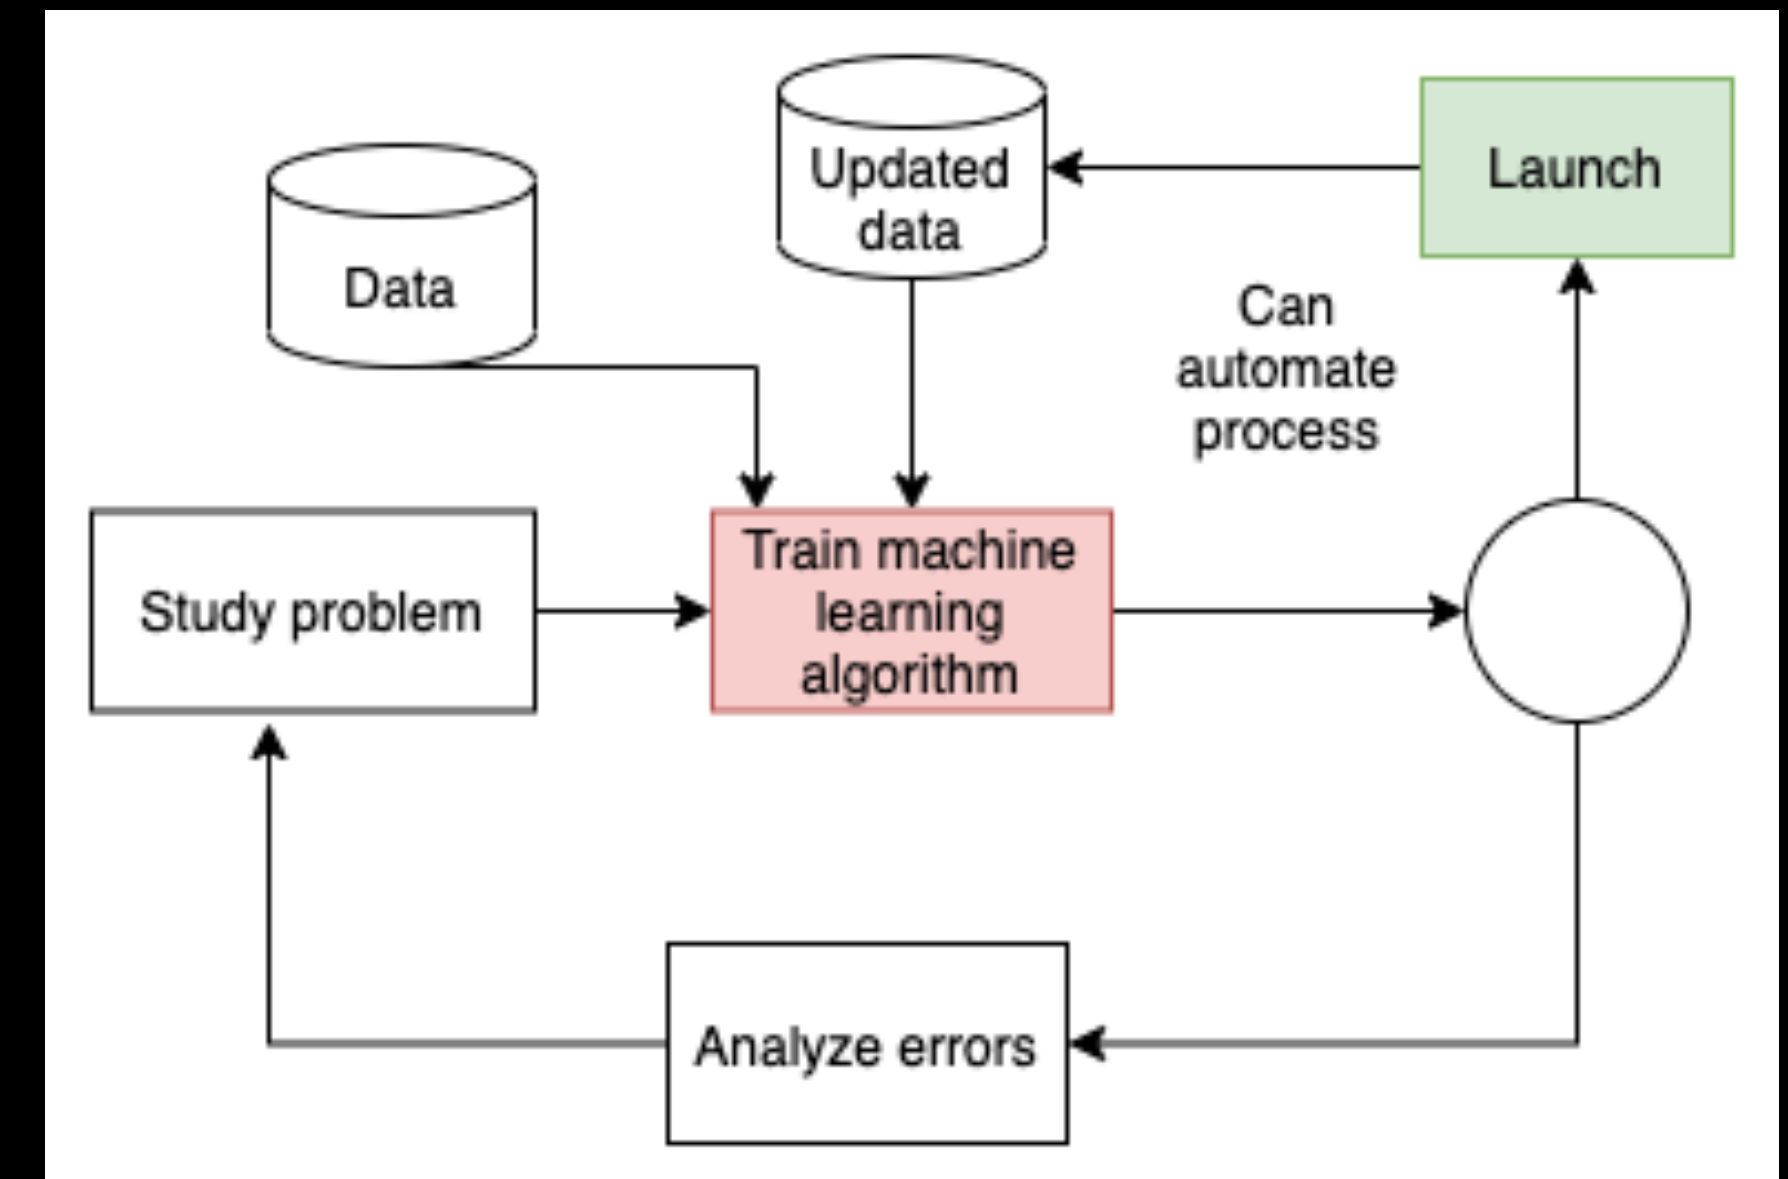 Updated
data
Launch
Data
Can
automate
process
Study problem
Train machine
learning
algorithm
Analyze errors